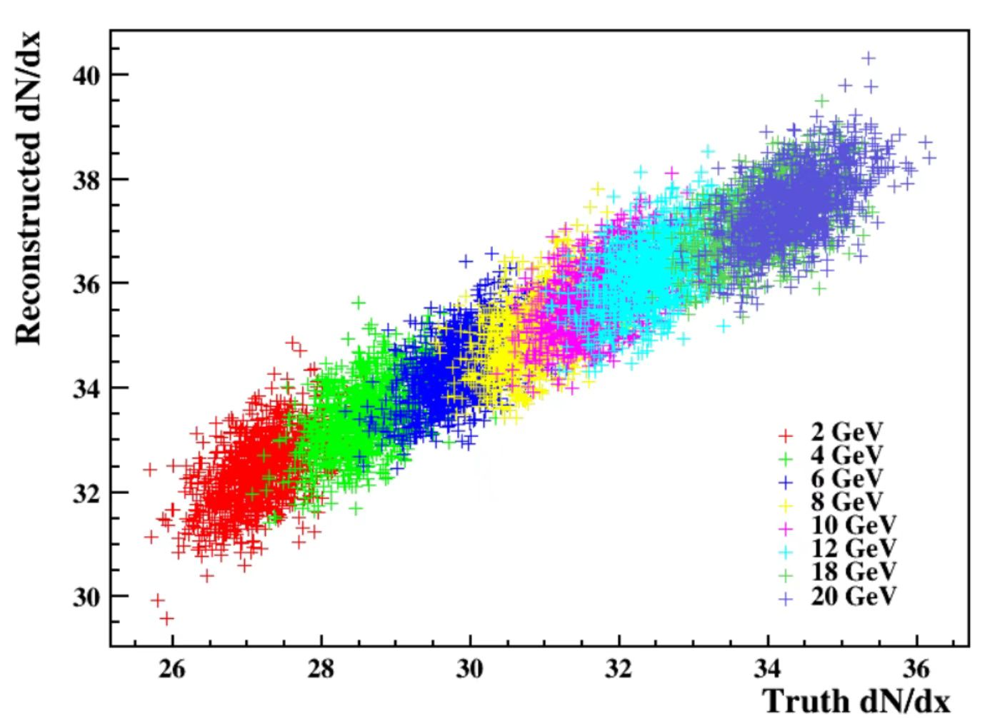 Reconstructed dN/dx
40
38
36
34
32
30
2 GeV
4 GeV
6 GeV
8 GeV
10 GeV
12 GeV
18 GeV
20 GeV
26 28 30 32 34 36
Truth dN/dx